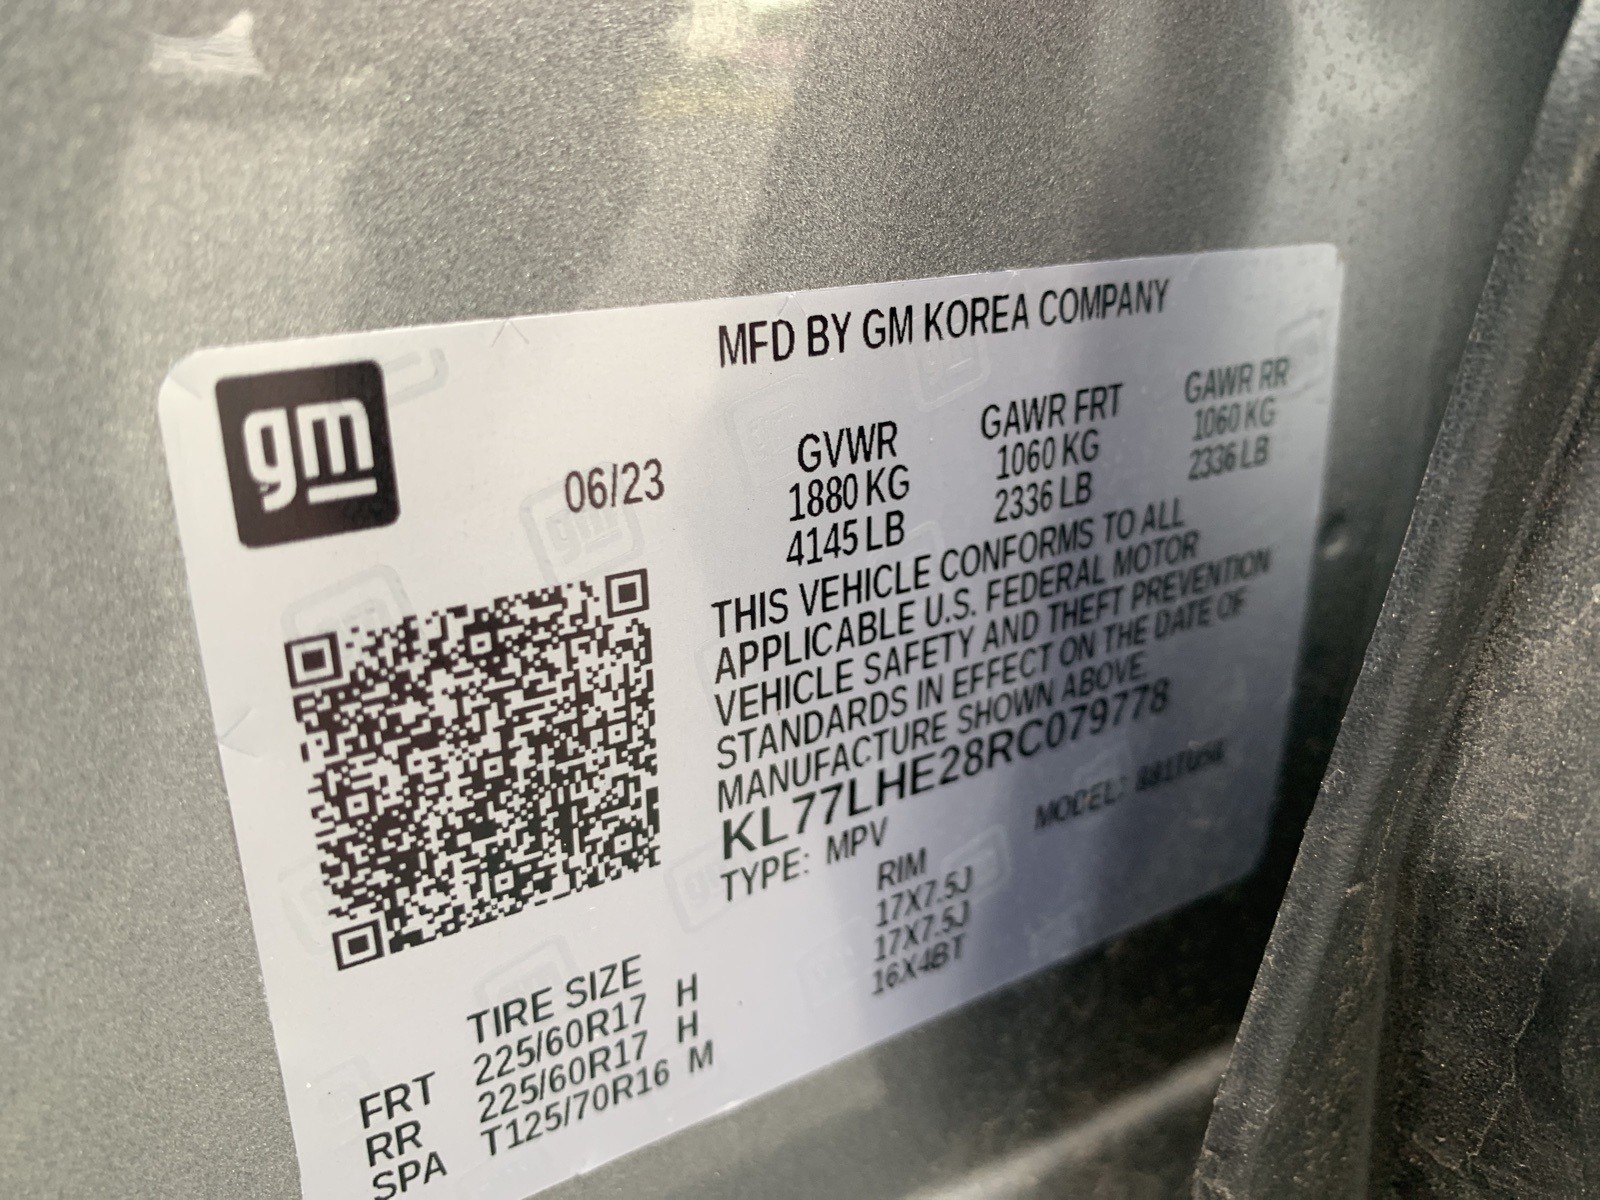 gm
MFD BY GM KOREA COMPANY
06/23
GVWR GAWR FRT GAWR RR
1880 KG 1060 KG 1060 KG
4145 LB 2336 LB 2336 LB
THIS VEHICLE CONFORMS TO ALL
APPLICABLE U.S. FEDERAL MOTOR
VEHICLE SAFETY AND THEFT PREVENTION
STANDARDS IN EFFECT ON THE DATE OF
MANUFACTURE SHOWN ABOVE.
KL77LHE28RC079778
TYPE: MPV MODEL:
TIRE SIZE RIM
FRT 225/60R17 H 17X7.5J
RR 225/60R17 H 17X7.5J
SPA T125/70R16 M 16X4BT